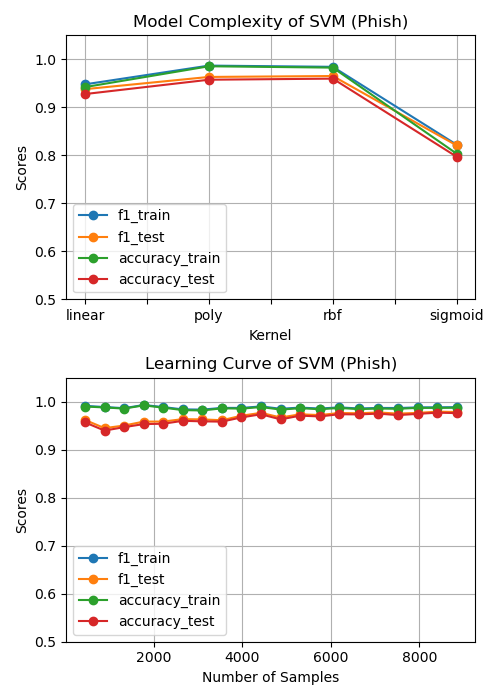 Model Complexity of SVM (Phish)
1.0
0.9
0.8
0.7
0.6
0.5
Scores
f1_train
f1_test
accuracy_train
accuracy_test
linear poly rbf sigmoid
Kernel
Learning Curve of SVM (Phish)
1.0
0.9
0.8
0.7
0.6
0.5
Scores
f1_train
f1_test
accuracy_train
accuracy_test
2000 4000 6000 8000
Number of Samples